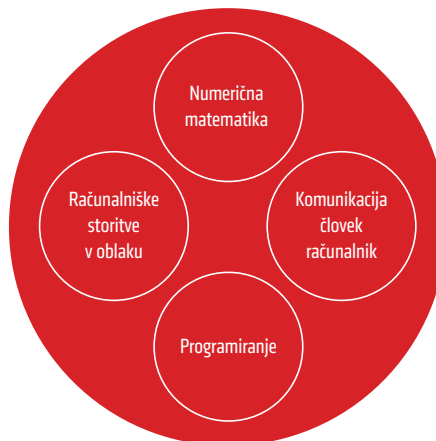 Numerična
matematika
Računalniške
storitve
v oblaku
Komunikacija
človek
računalnik
Programiranje